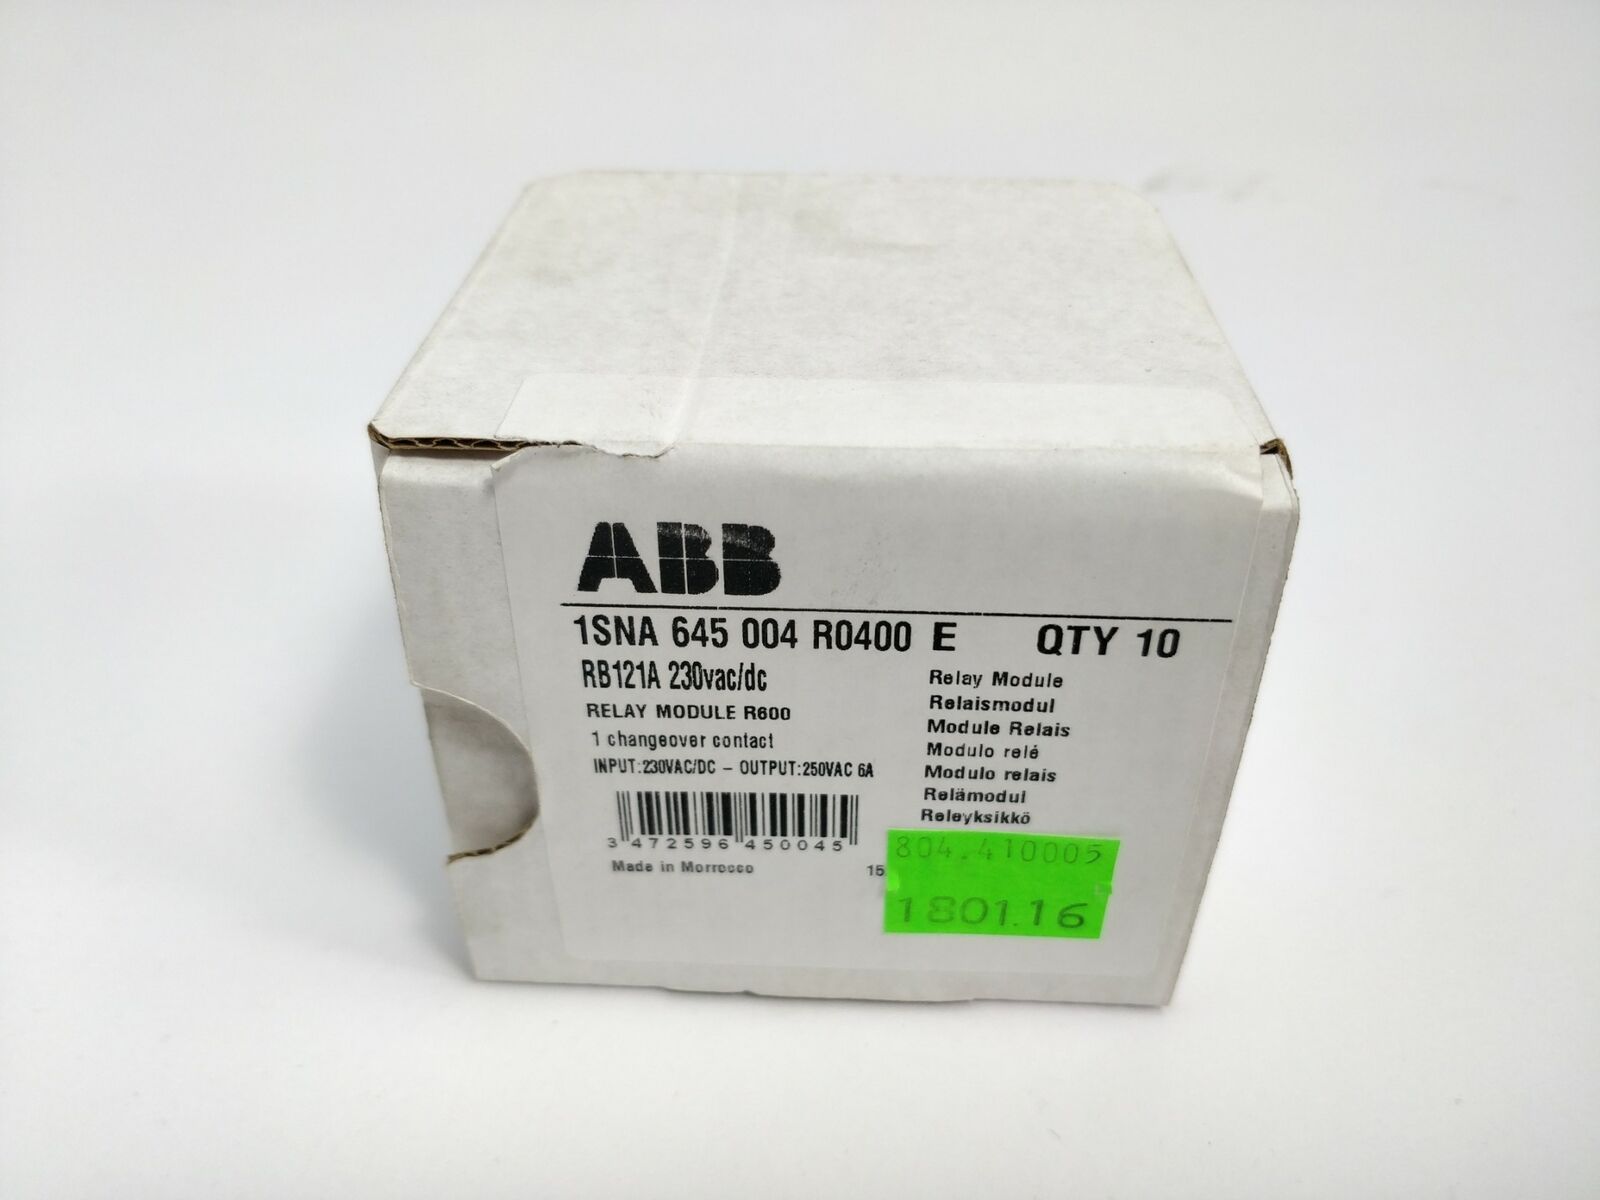 ABB
1SNA 645 004 R0400 E QTY 10
RB121A 230vac/dc
RELAY MODULE R600
1 changeover contact
INPUT:230VAC/DC - OUTPUT:250VAC 6A
3 472596 450045
Made in Morrocco
15
Relay Module
Relaismodul
Module Relais
Modulo relé
Modulo relais
Relämodul
Releyksikkö
804.410005
1801.16